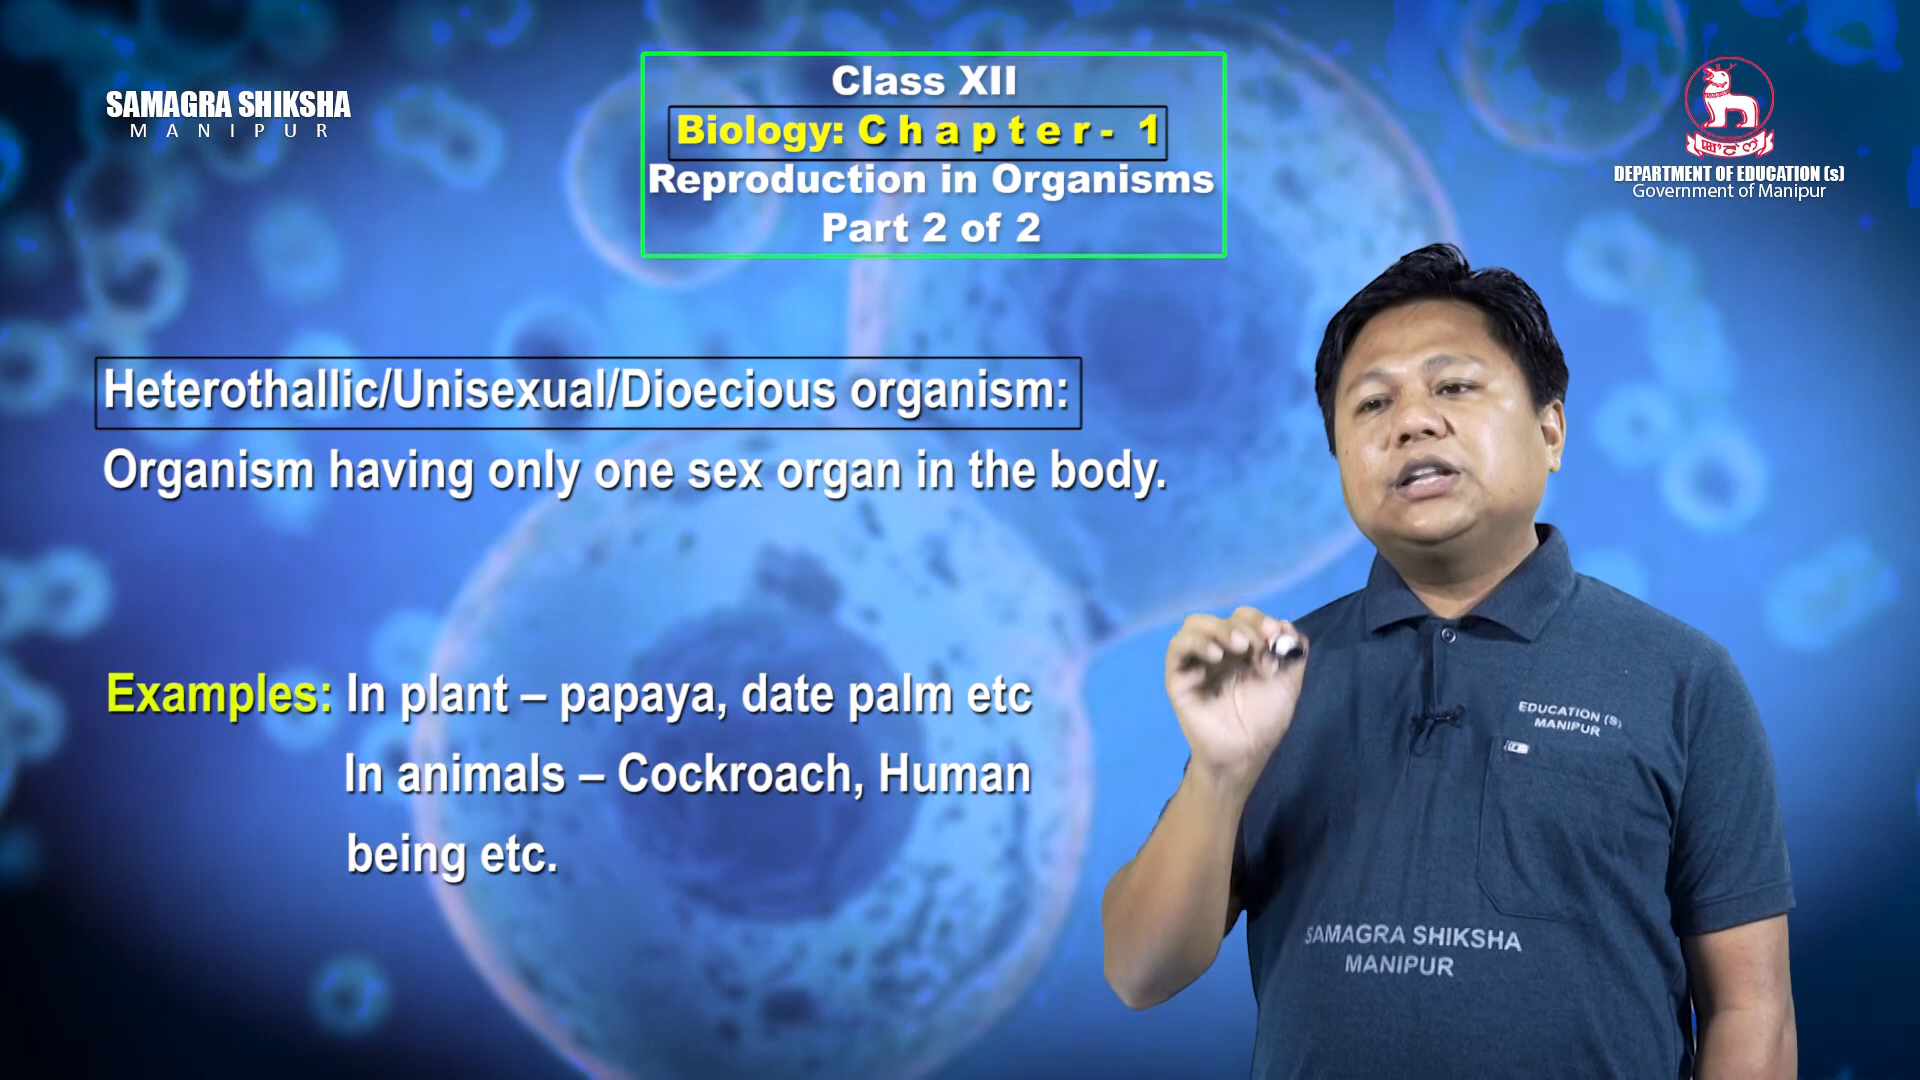 SAMAGRA SHIKSHA
MANIPUR
Class XII
Biology: Chapter- 1
Reproduction in Organisms
Part 2 of 2
DEPARTMENT OF EDUCATION (s)
Government of Manipur
Heterothallic/Unisexual/Dioecious organism:
Organism having only one sex organ in the body.
Examples: In plant – papaya, date palm etc
In animals – Cockroach, Human
being etc.
EDUCATION (S)
MANIPUR
SAMAGRA SHIKSHA
MANIPUR